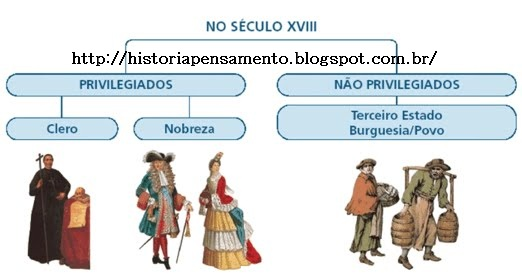 NO SÉCULO XVIII
http://historiapensamento.blogspot.com.br/
PRIVILEGIADOS
NÃO PRIVILEGIADOS
Clero
Nobreza
Terceiro Estado
Burguesia/Povo